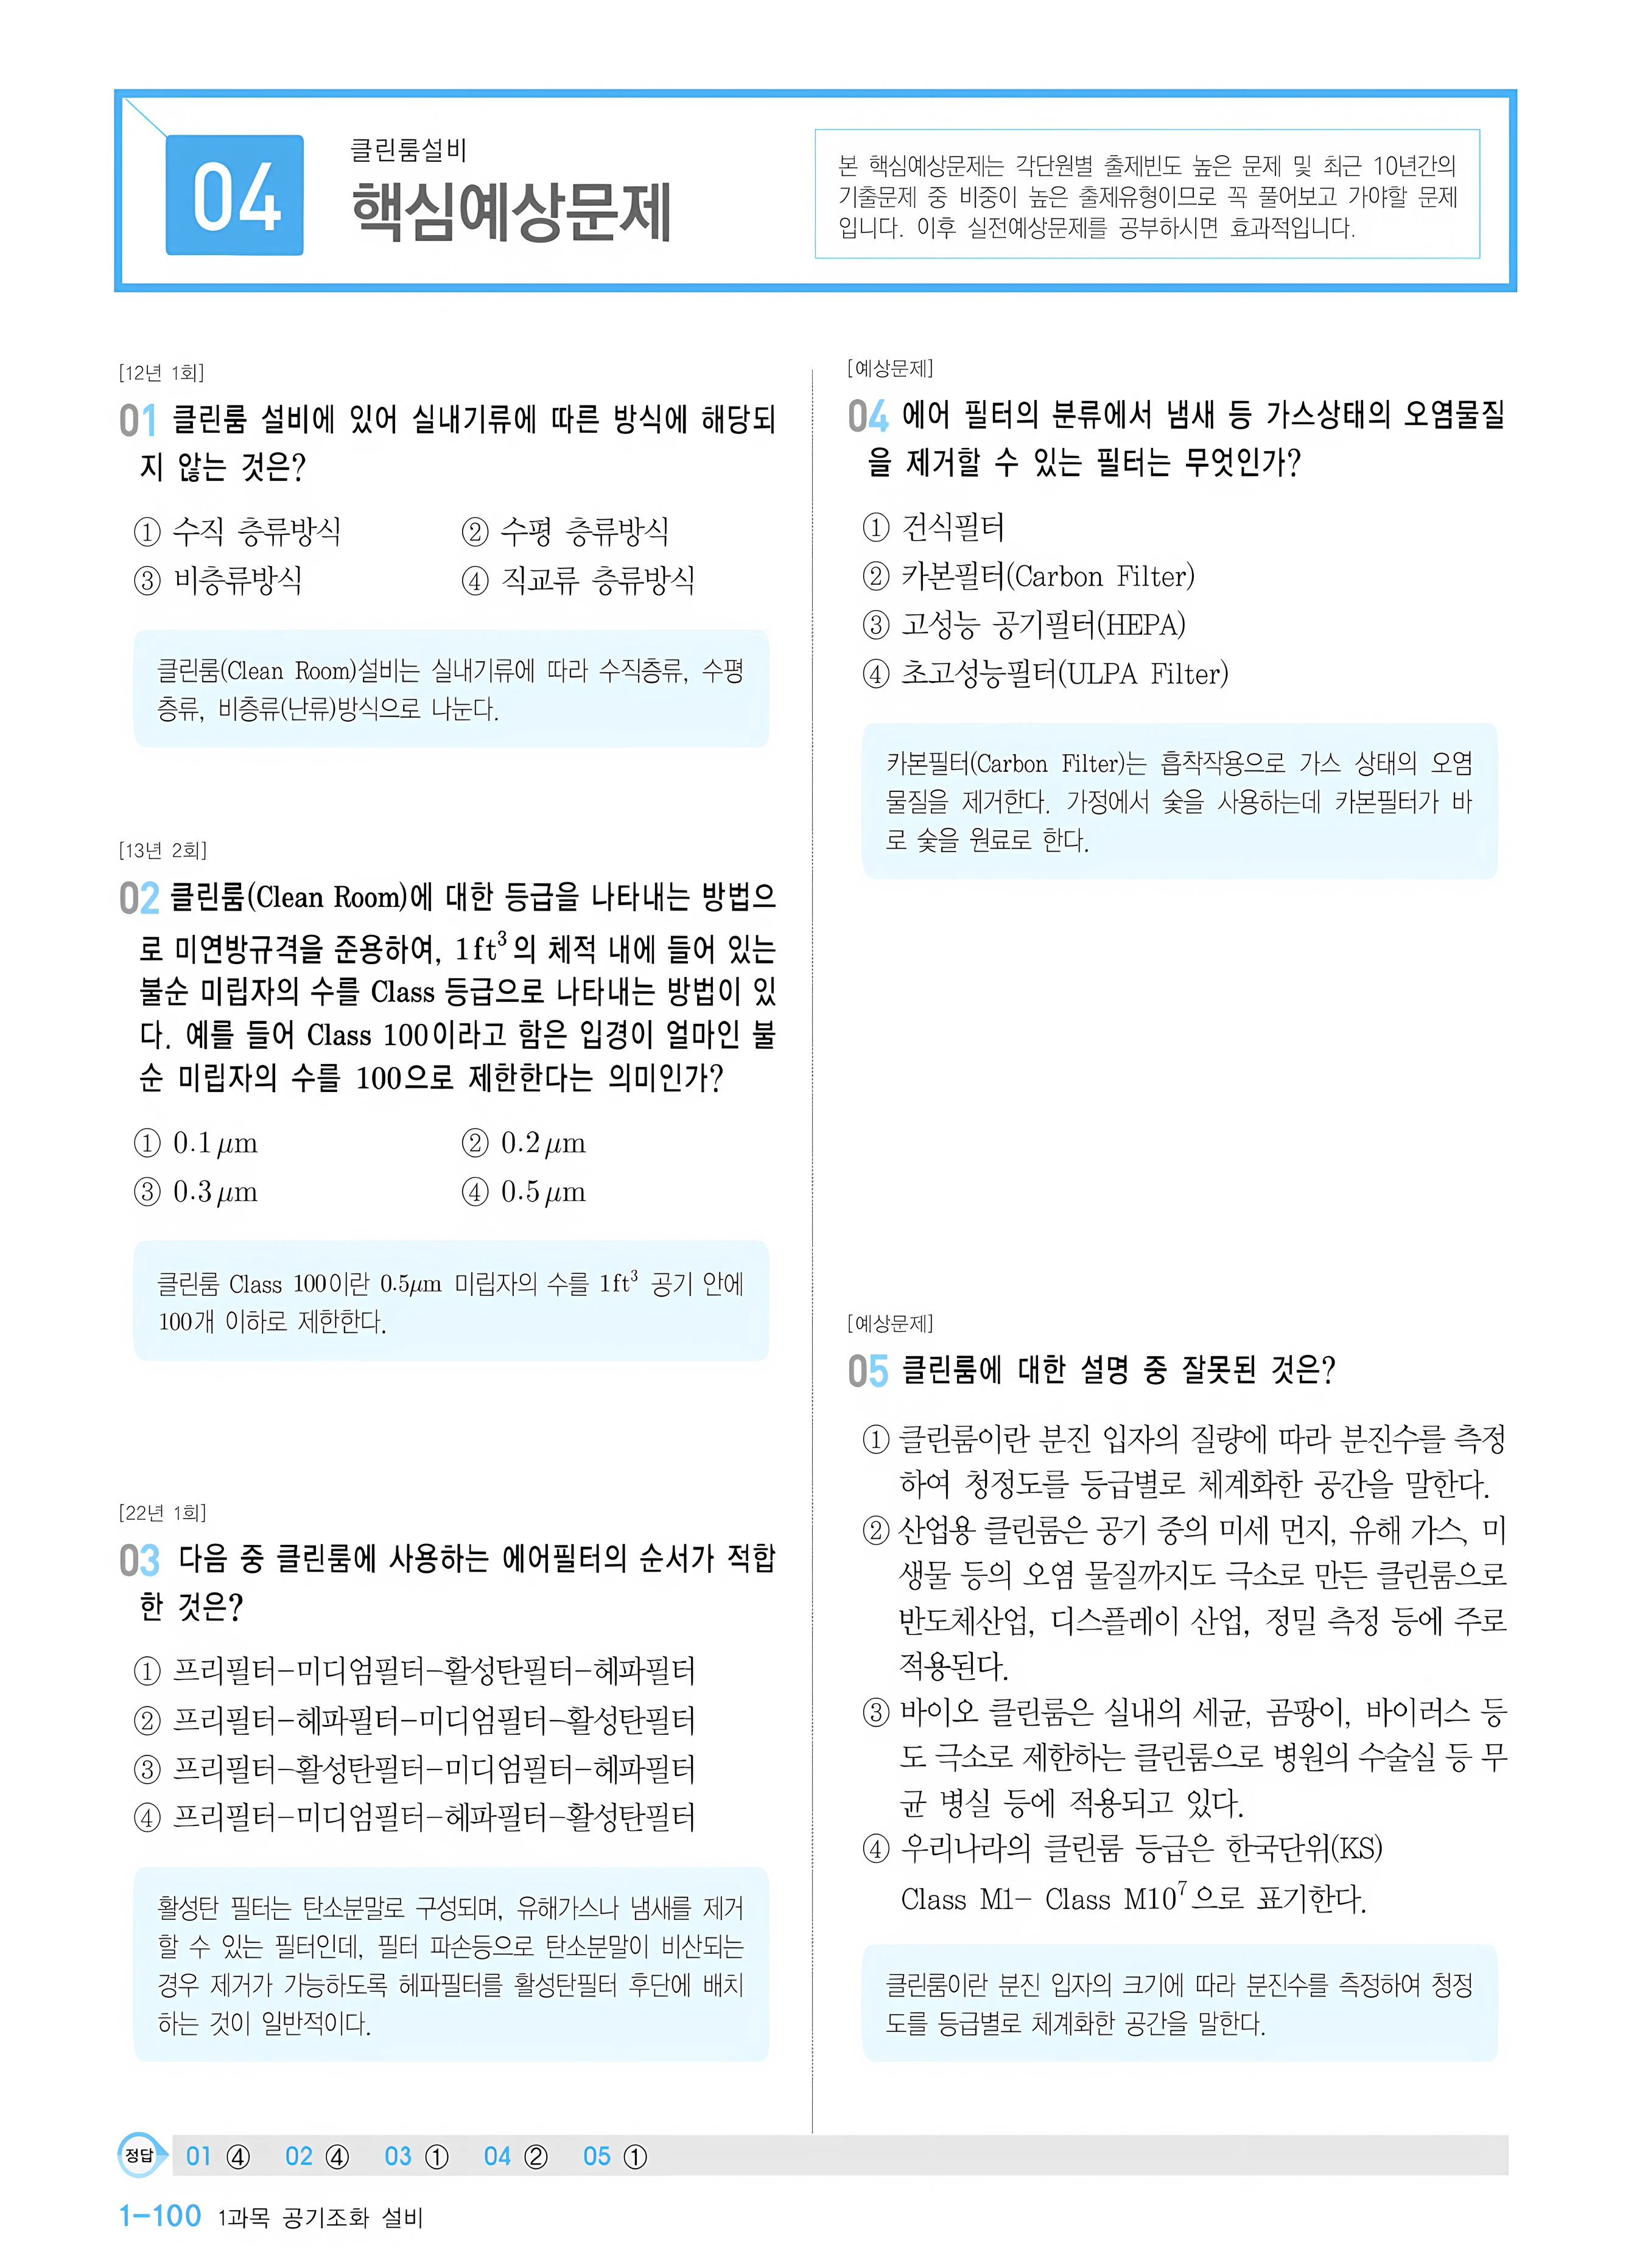 04
클린룸설비
핵심예상문제
본 핵심예상문제는 각단원별 출제빈도 높은 문제 및 최근 10년간의
기출문제 중 비중이 높은 출제유형이므로 꼭 풀어보고 가야할 문제
입니다. 이후 실전예상문제를 공부하시면 효과적입니다.
[12년 1회]
01 클린룸 설비에 있어 실내기류에 따른 방식에 해당되
지 않는 것은?
① 수직 층류방식 ② 수평 층류방식
③ 비층류방식 ④ 직교류 층류방식
클린룸(Clean Room)설비는 실내기류에 따라 수직층류, 수평
층류, 비층류(난류)방식으로 나눈다.
[13년 2회]
02 클린룸(Clean Room)에 대한 등급을 나타내는 방법으
로 미연방규격을 준용하여, 1ft³의 체적 내에 들어 있는
불순 미립자의 수를 Class 등급으로 나타내는 방법이 있
다. 예를 들어 Class 100이라고 함은 입경이 얼마인 불
순 미립자의 수를 100으로 제한한다는 의미인가?
① 0.1μm ② 0.2μm
③ 0.3μm ④ 0.5μm
클린룸 Class 100이란 0.5μm 미립자의 수를 1ft³ 공기 안에
100개 이하로 제한한다.
[22년 1회]
03 다음 중 클린룸에 사용하는 에어필터의 순서가 적합
한 것은?
① 프리필터-미디엄필터-활성탄필터-헤파필터
② 프리필터-헤파필터-미디엄필터-활성탄필터
③ 프리필터-활성탄필터-미디엄필터-헤파필터
④ 프리필터-미디엄필터-헤파필터-활성탄필터
활성탄 필터는 탄소분말로 구성되며, 유해가스나 냄새를 제거
할 수 있는 필터인데, 필터 파손등으로 탄소분말이 비산되는
경우 제거가 가능하도록 헤파필터를 활성탄필터 후단에 배치
하는 것이 일반적이다.
[예상문제]
04 에어 필터의 분류에서 냄새 등 가스상태의 오염물질
을 제거할 수 있는 필터는 무엇인가?
① 건식필터
② 카본필터(Carbon Filter)
③ 고성능 공기필터(HEPA)
④ 초고성능필터(ULPA Filter)
카본필터(Carbon Filter)는 흡착작용으로 가스 상태의 오염
물질을 제거한다. 가정에서 숯을 사용하는데 카본필터가 바
로 숯을 원료로 한다.
[예상문제]
05 클린룸에 대한 설명 중 잘못된 것은?
① 클린룸이란 분진 입자의 질량에 따라 분진수를 측정
하여 청정도를 등급별로 체계화한 공간을 말한다.
② 산업용 클린룸은 공기 중의 미세 먼지, 유해 가스, 미
생물 등의 오염 물질까지도 극소로 만든 클린룸으로
반도체산업, 디스플레이 산업, 정밀 측정 등에 주로
적용된다.
③ 바이오 클린룸은 실내의 세균, 곰팡이, 바이러스 등
도 극소로 제한하는 클린룸으로 병원의 수술실 등 무
균 병실 등에 적용되고 있다.
④ 우리나라의 클린룸 등급은 한국단위(KS)
Class M1- Class M10⁷으로 표기한다.
클린룸이란 분진 입자의 크기에 따라 분진수를 측정하여 청정
도를 등급별로 체계화한 공간을 말한다.
정답 01 ④ 02 ④ 03 ① 04 ② 05 ①
1-100 1과목 공기조화 설비